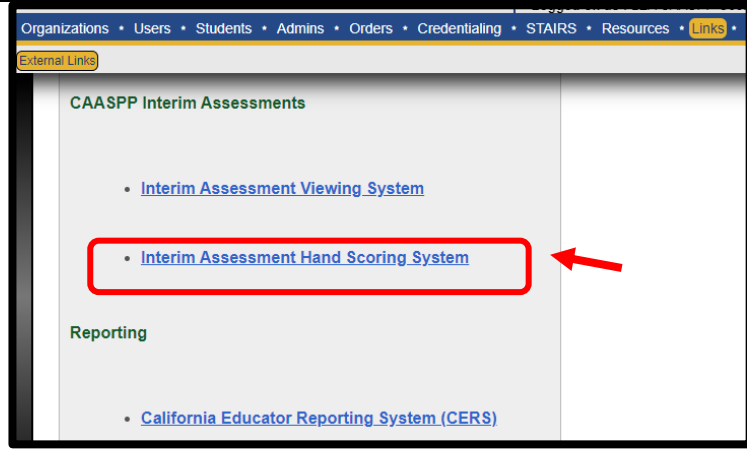 Organizations • Users • Students • Admins • Orders • Credentialing • STAIRS • Resources • Links •
External Links
CAASPP Interim Assessments
• Interim Assessment Viewing System
• Interim Assessment Hand Scoring System
Reporting
• California Educator Reporting System (CERS)